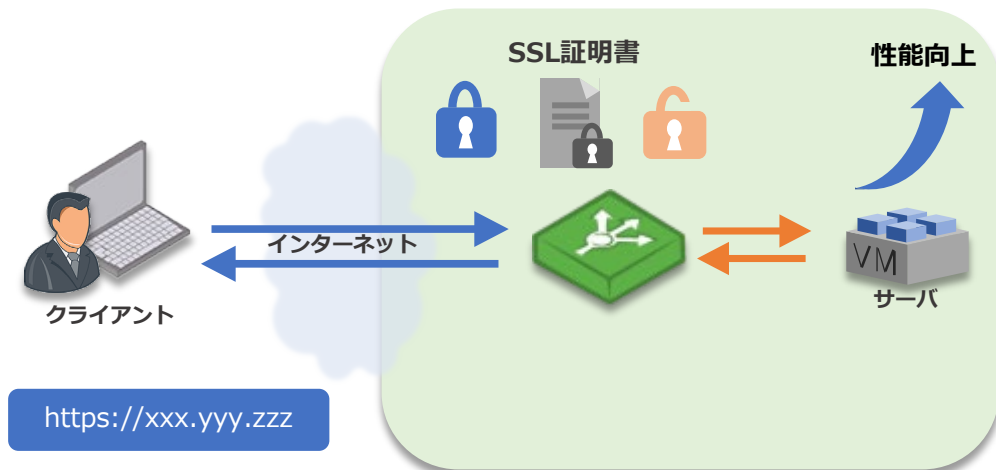 SSL証明書
性能向上
インターネット
クライアント
VM
サーバ
https://xxx.yyy.zzz